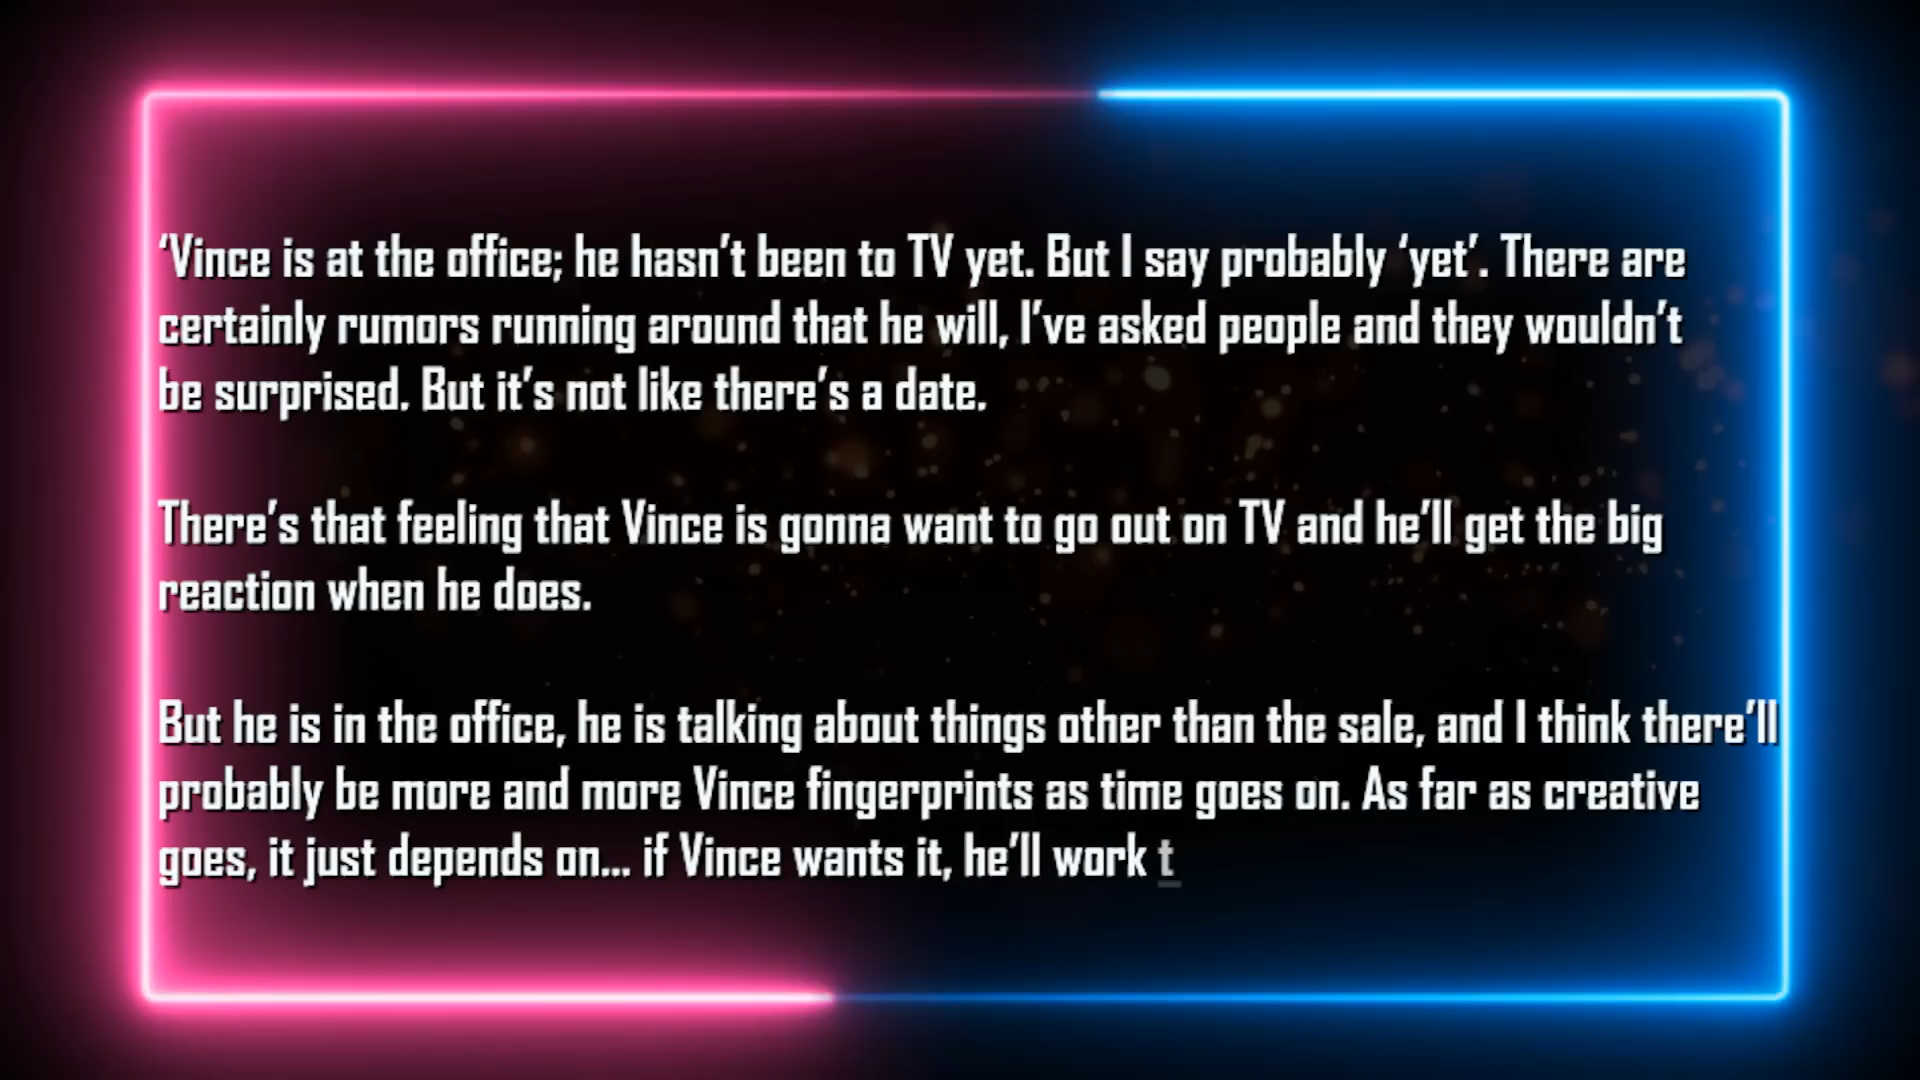 ‘Vince is at the office; he hasn’t been to TV yet. But I say probably ‘yet’. There are
certainly rumors running around that he will, I’ve asked people and they wouldn’t
be surprised. But it’s not like there’s a date.
There’s that feeling that Vince is gonna want to go out on TV and he’ll get the big
reaction when he does.
But he is in the office, he is talking about things other than the sale, and I think there’ll
probably be more and more Vince fingerprints as time goes on. As far as creative
goes, it just depends on... if Vince wants it, he’ll work t